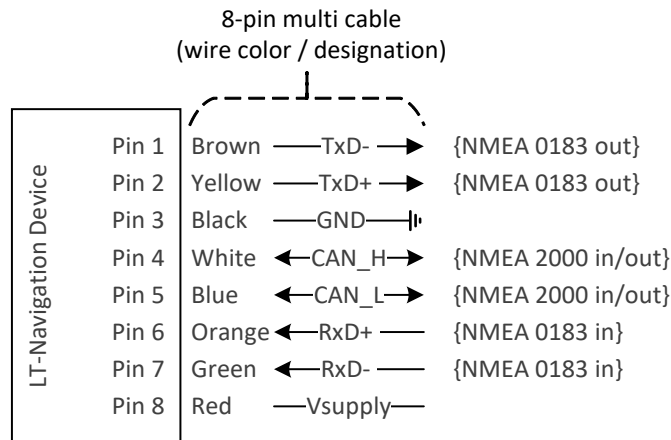 8-pin multi cable
(wire color / designation)
LT-Navigation Device
Pin 1 Brown TxD- {NMEA 0183 out}
Pin 2 Yellow TxD+ {NMEA 0183 out}
Pin 3 Black GND
Pin 4 White CAN_H {NMEA 2000 in/out}
Pin 5 Blue CAN_L {NMEA 2000 in/out}
Pin 6 Orange RxD+ {NMEA 0183 in}
Pin 7 Green RxD- {NMEA 0183 in}
Pin 8 Red Vsupply